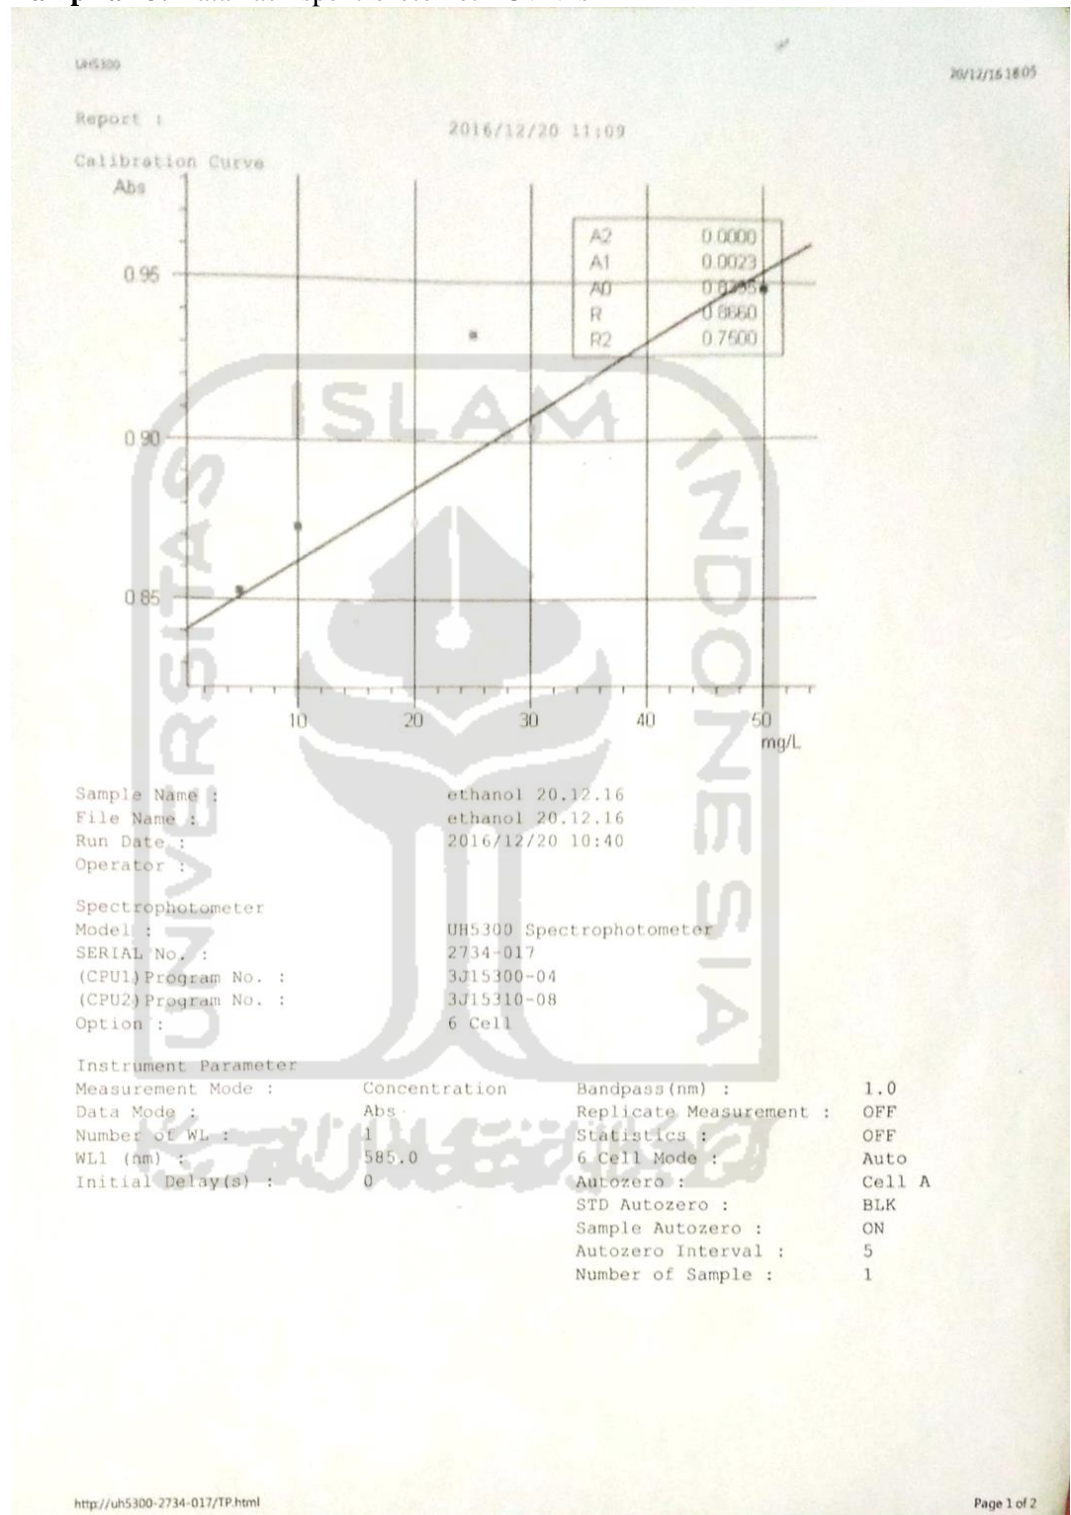 UH5300
20/12/16 18:05
Report :
2016/12/20 11:09
Calibration Curve
Abs
A2 0.0000
A1 0.0023
A0
R 0.8660
R2 0.7500
0.95
0.90
0.85
10 20 30 40 50
mg/L
Sample Name : ethanol 20.12.16
File Name : ethanol 20.12.16
Run Date : 2016/12/20 10:40
Operator :
Spectrophotometer
Model : UH5300 Spectrophotometer
SERIAL No. : 2734-017
(CPU1)Program No. : 3J15300-04
(CPU2)Program No. : 3J15310-08
Option : 6 Cell
Instrument Parameter
Measurement Mode : Concentration Bandpass(nm) : 1.0
Data Mode : Abs Replicate Measurement : OFF
Number of WL : 1 Statistics : OFF
WL1 (nm) : 585.0 6 Cell Mode : Auto
Initial Delay(s) : 0 Autozero : Cell A
STD Autozero : BLK
Sample Autozero : ON
Autozero Interval : 5
Number of Sample : 1
UNIVERSITAS
ISLAM
INDONESIA
http://uh5300-2734-017/TP.html
Page 1 of 2